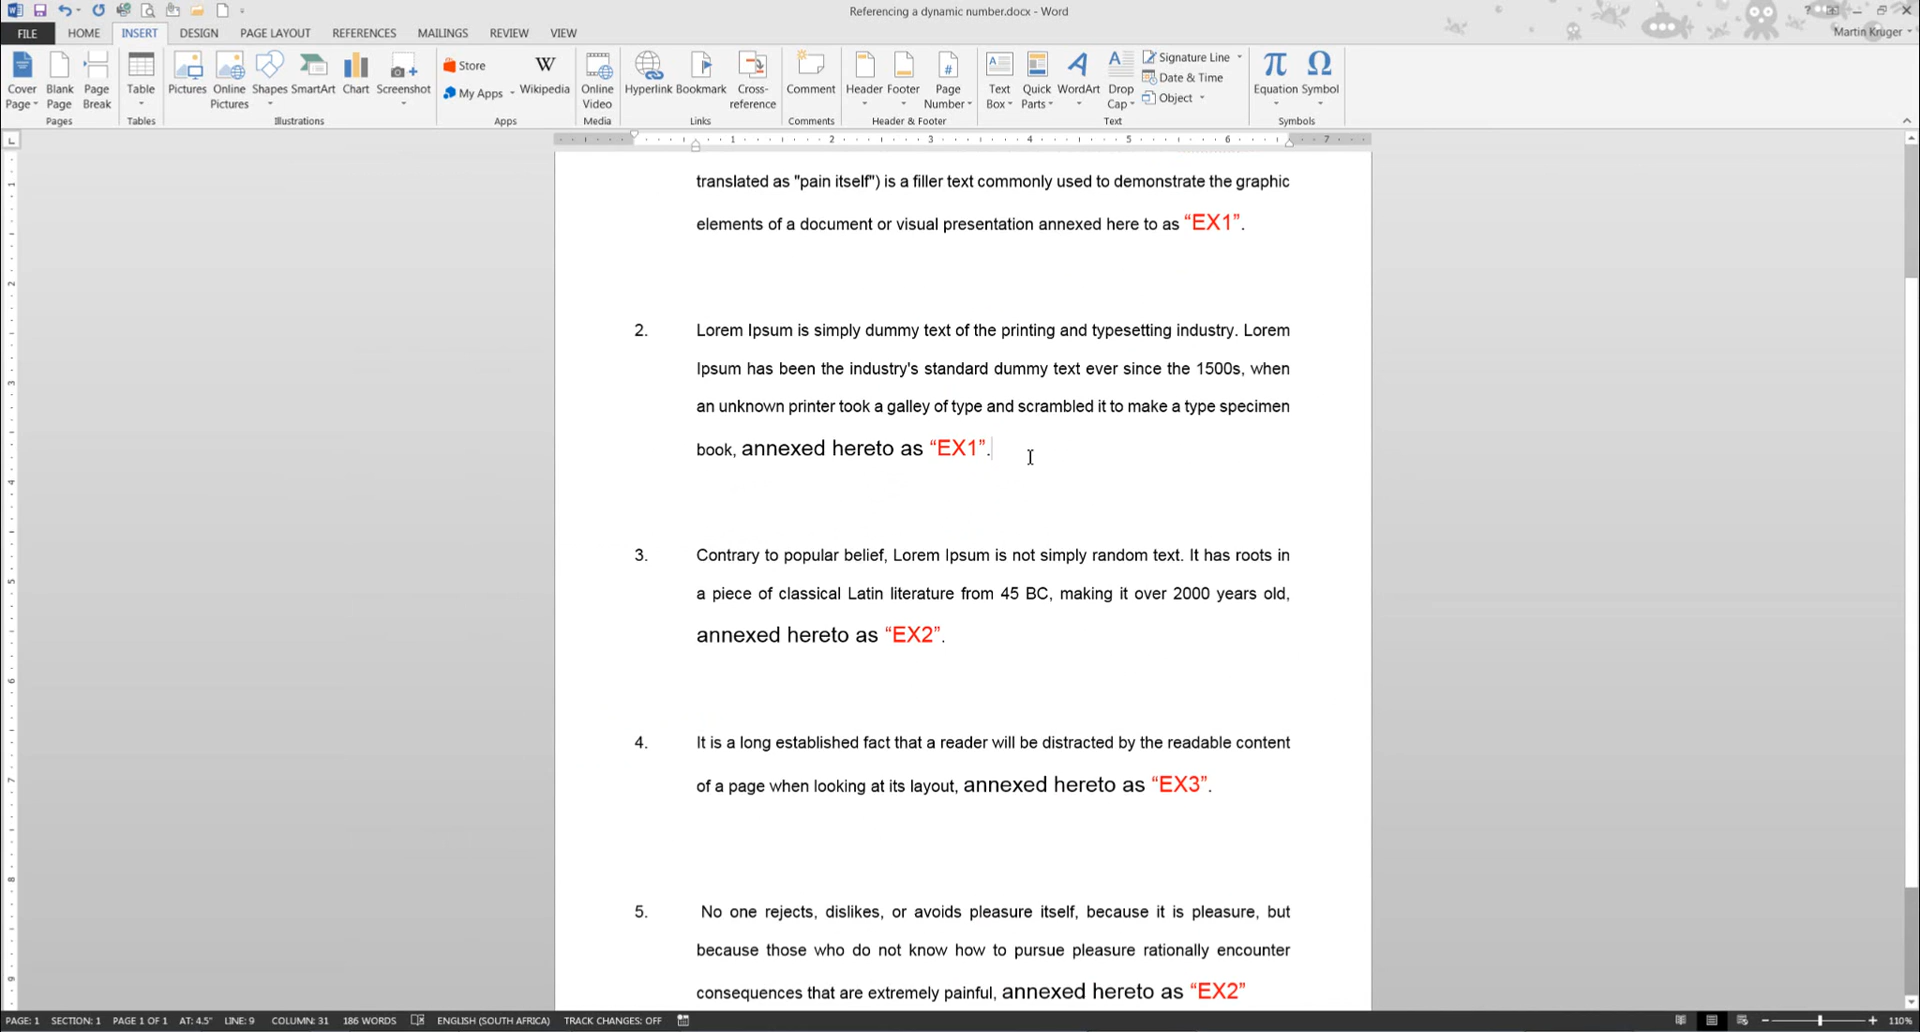 Referencing a dynamic number.docx - Word
FILE HOME INSERT DESIGN PAGE LAYOUT REFERENCES MAILINGS REVIEW VIEW
Martin Kruger
Cover Page
Blank Page
Page Break
Pages
Table
Tables
Pictures
Online Pictures
Shapes
SmartArt
Chart
Screenshot
Illustrations
Store
My Apps
Wikipedia
Apps
Online Video
Media
Hyperlink
Bookmark
Cross-reference
Links
Comment
Comments
Header
Footer
Page Number
Header & Footer
Text Box
Quick Parts
WordArt
Drop Cap
Signature Line
Date & Time
Object
Text
Equation
Symbol
Symbols
1 2 3 4 5 6 7
translated as "pain itself") is a filler text commonly used to demonstrate the graphic
elements of a document or visual presentation annexed here to as “EX1”.
2. Lorem Ipsum is simply dummy text of the printing and typesetting industry. Lorem
Ipsum has been the industry's standard dummy text ever since the 1500s, when
an unknown printer took a galley of type and scrambled it to make a type specimen
book, annexed hereto as “EX1”.
3. Contrary to popular belief, Lorem Ipsum is not simply random text. It has roots in
a piece of classical Latin literature from 45 BC, making it over 2000 years old,
annexed hereto as “EX2”.
4. It is a long established fact that a reader will be distracted by the readable content
of a page when looking at its layout, annexed hereto as “EX3”.
5. No one rejects, dislikes, or avoids pleasure itself, because it is pleasure, but
because those who do not know how to pursue pleasure rationally encounter
consequences that are extremely painful, annexed hereto as “EX2”
PAGE: 1 SECTION: 1 PAGE 1 OF 1 AT: 4.5" LINE: 9 COLUMN: 31 186 WORDS ENGLISH (SOUTH AFRICA) TRACK CHANGES: OFF 110%